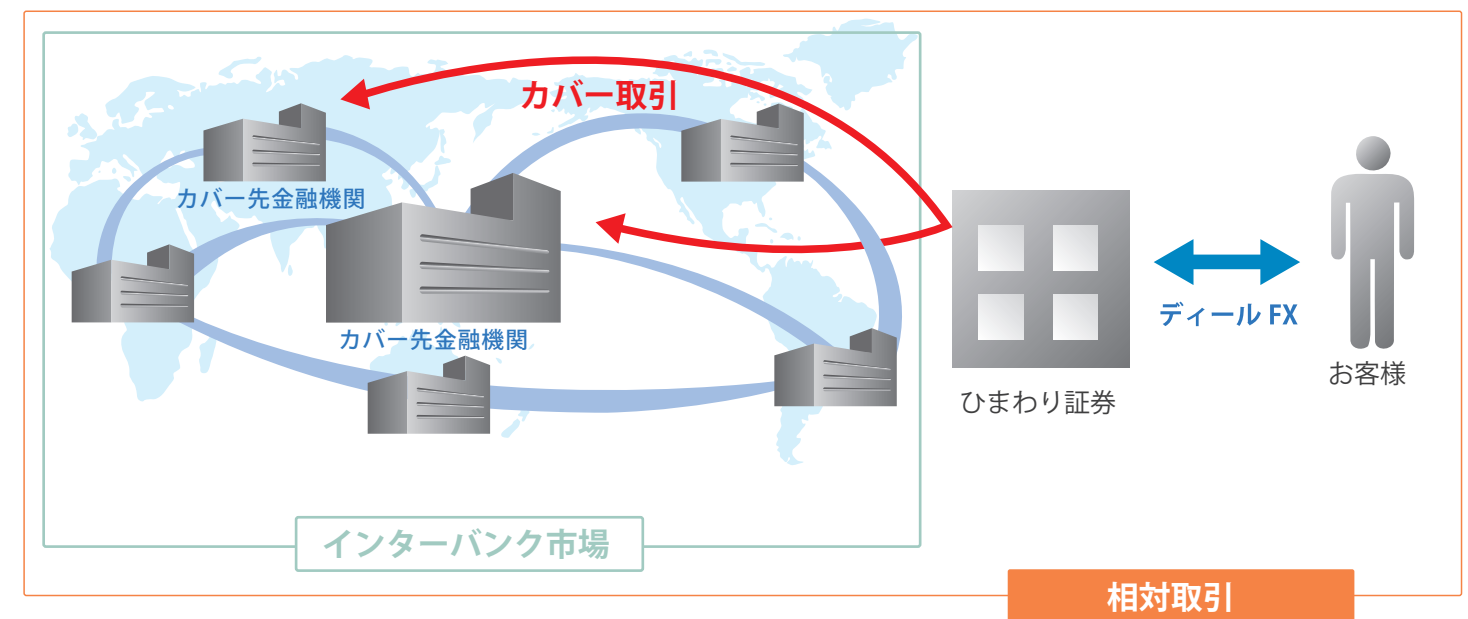 カバー取引
カバー先金融機関
カバー先金融機関
ディール FX
お客様
ひまわり証券
インターバンク市場
相対取引